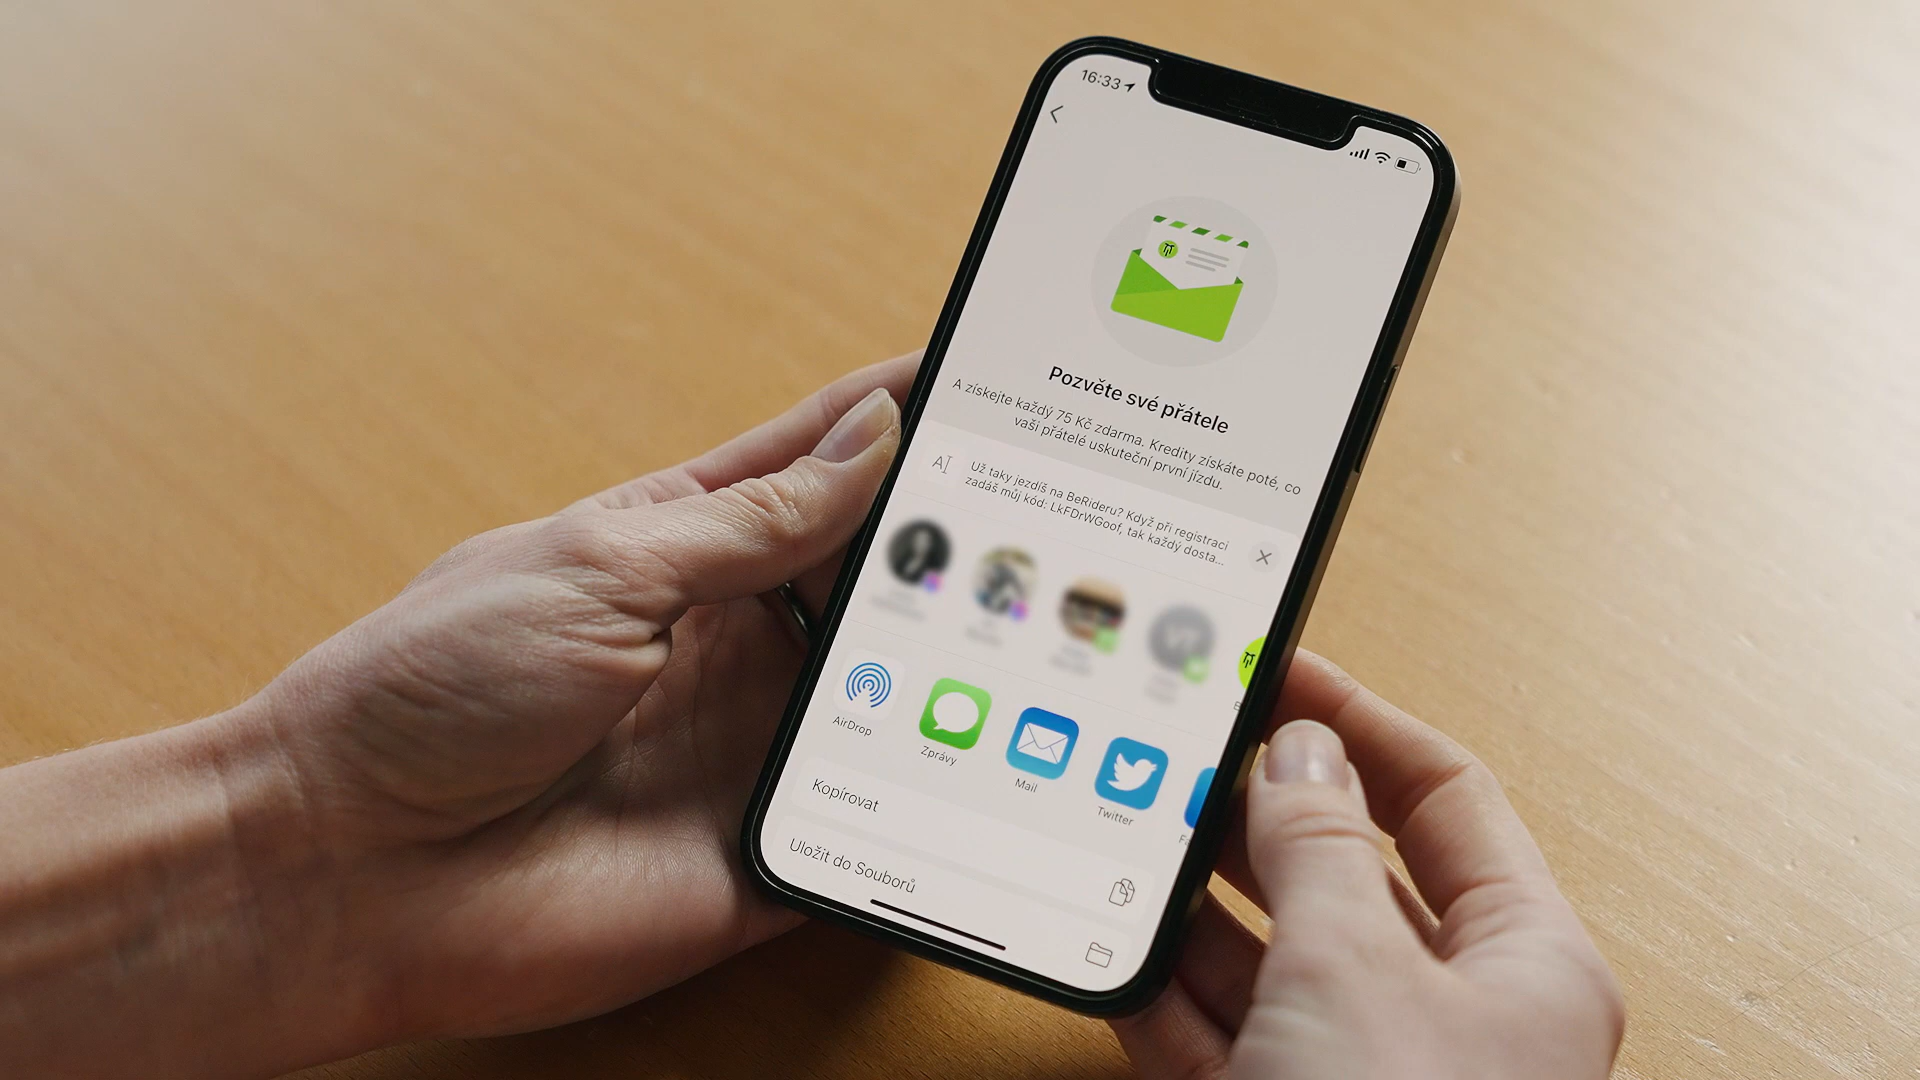 16:33
Pozvěte své přátele
A získejte každý 75 Kč zdarma. Kredity získáte poté, co
vaši přátelé uskuteční první jízdu.
Už taky jezdíš na BeRideru? Když při registraci
zadáš můj kód: LkFDrWGoof, tak každý dosta...
AirDrop
Zprávy
Mail
Twitter
Kopírovat
Uložit do Souborů